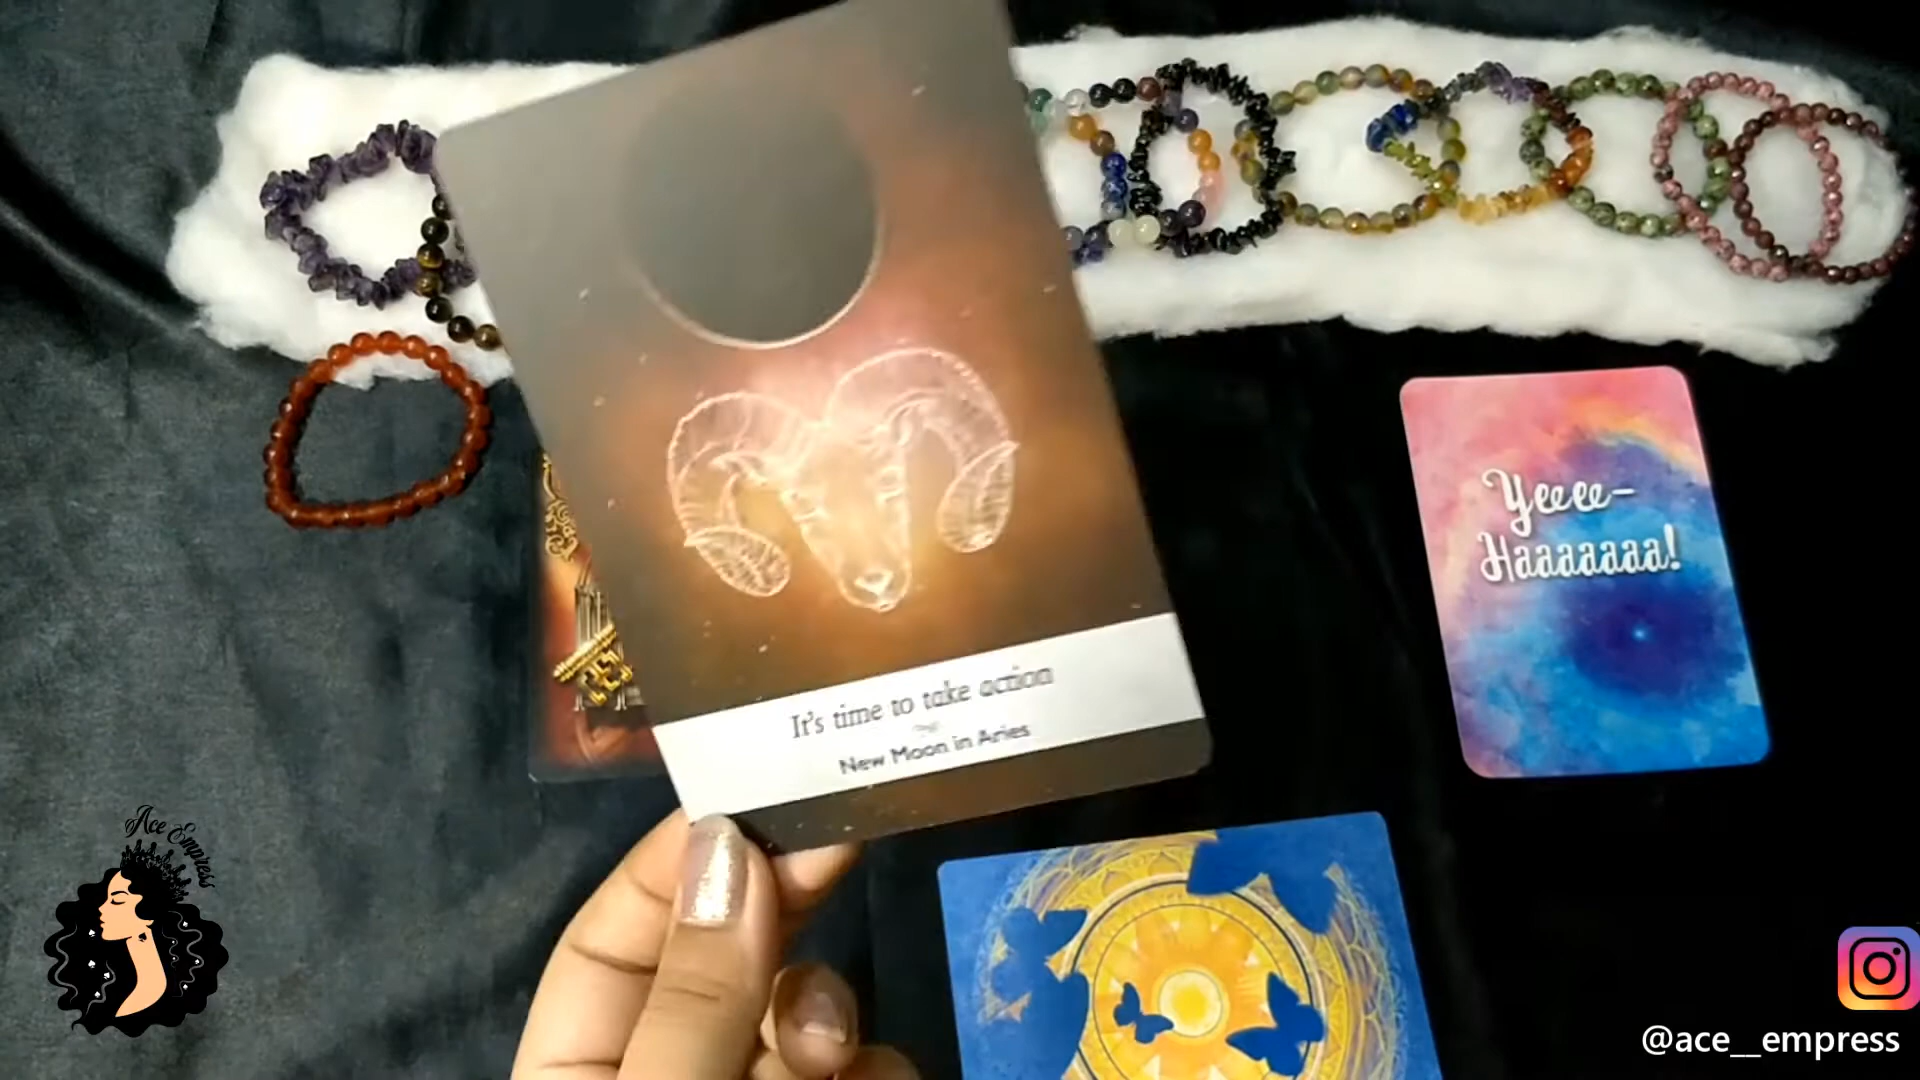 Yeeee-
Haaaaaaa!
It's time to take action
New Moon in Aries
Ace Empress
@ace__empress